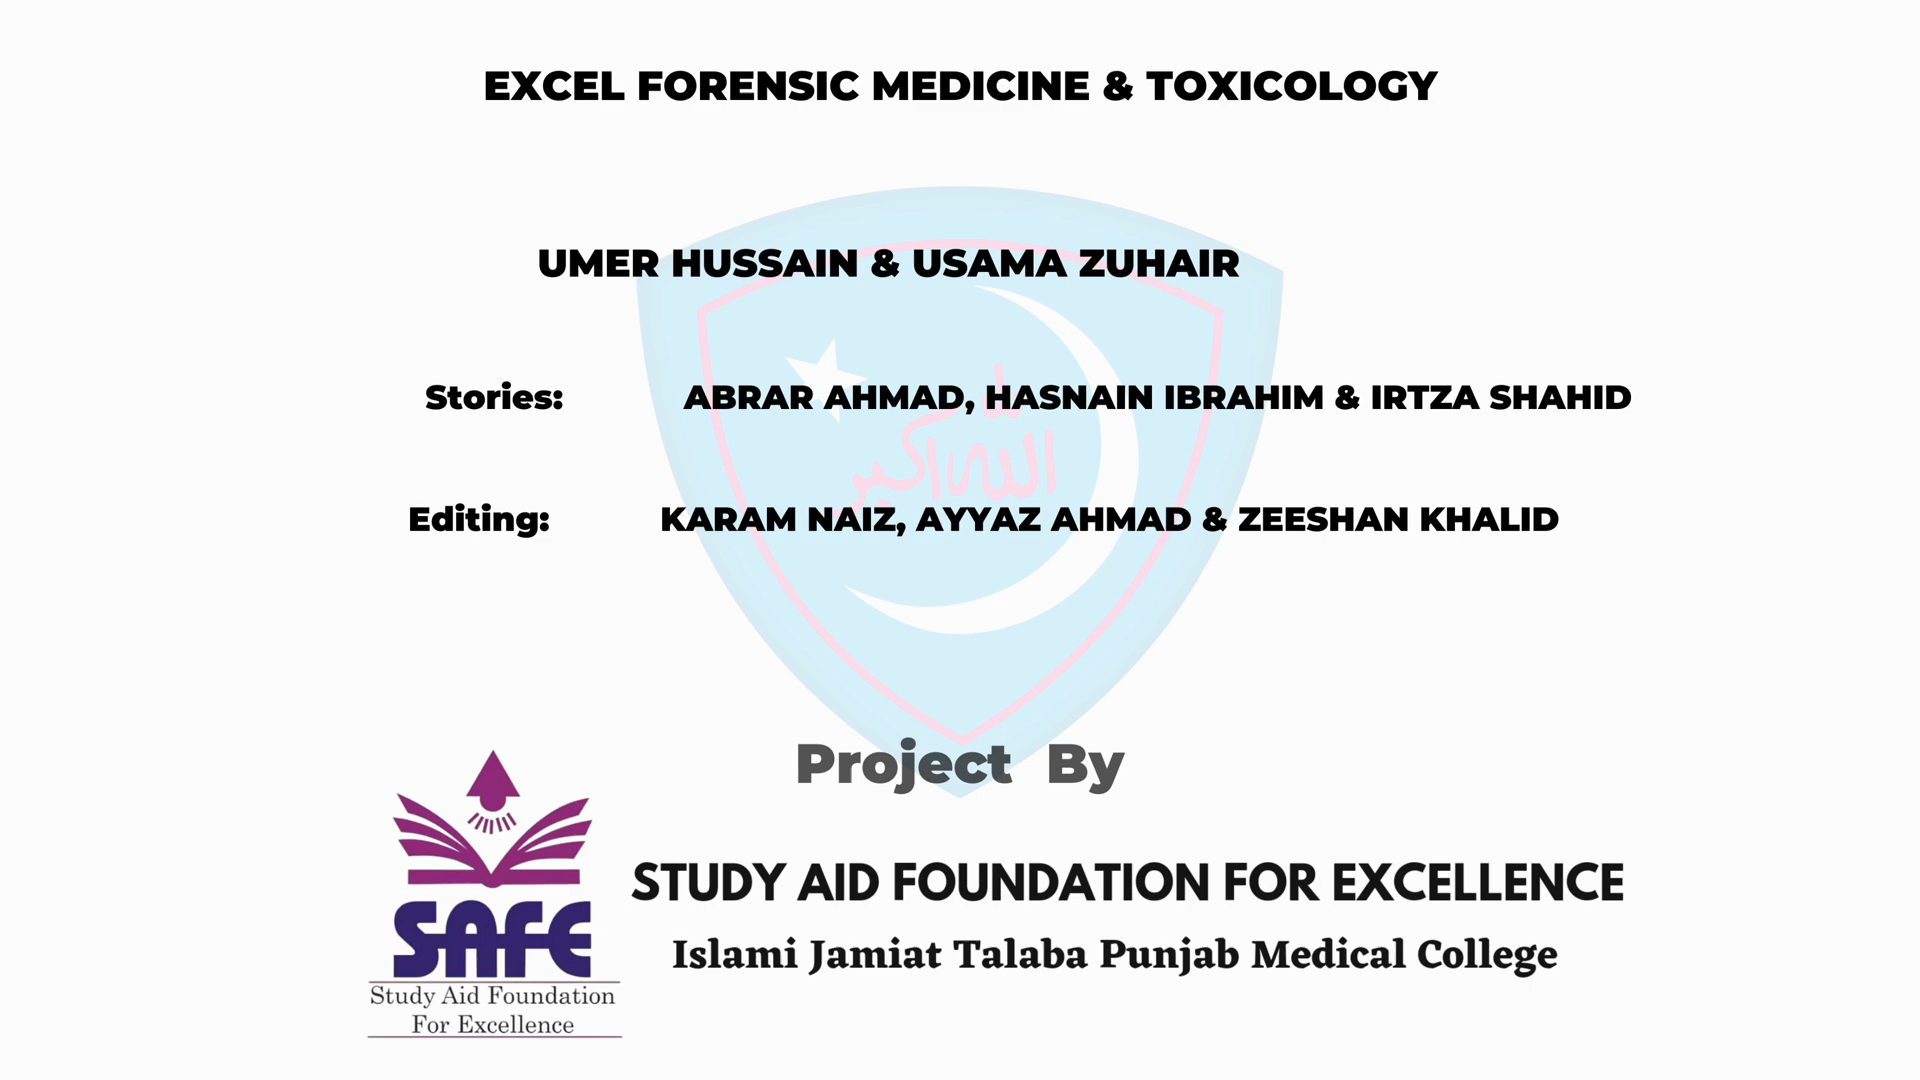 EXCEL FORENSIC MEDICINE & TOXICOLOGY
UMER HUSSAIN & USAMA ZUHAIR
Stories: ABRAR AHMAD, HASNAIN IBRAHIM & IRTZA SHAHID
الله اكبر
Editing: KARAM NAIZ, AYYAZ AHMAD & ZEESHAN KHALID
Project By
SAFE
Study Aid Foundation
For Excellence
STUDY AID FOUNDATION FOR EXCELLENCE
Islami Jamiat Talaba Punjab Medical College